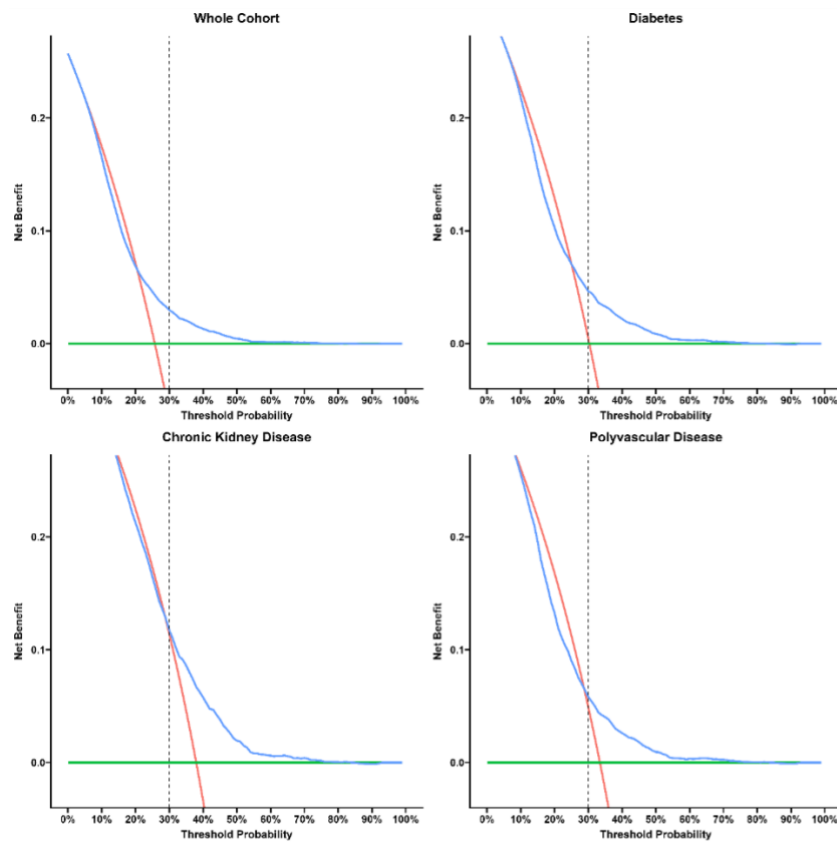 Whole Cohort
Net Benefit
0.2
0.1
0.0
0% 10% 20% 30% 40% 50% 60% 70% 80% 90% 100%
Threshold Probability
Diabetes
Net Benefit
0.2
0.1
0.0
0% 10% 20% 30% 40% 50% 60% 70% 80% 90% 100%
Threshold Probability
Chronic Kidney Disease
Net Benefit
0.2
0.1
0.0
0% 10% 20% 30% 40% 50% 60% 70% 80% 90% 100%
Threshold Probability
Polyvascular Disease
Net Benefit
0.2
0.1
0.0
0% 10% 20% 30% 40% 50% 60% 70% 80% 90% 100%
Threshold Probability